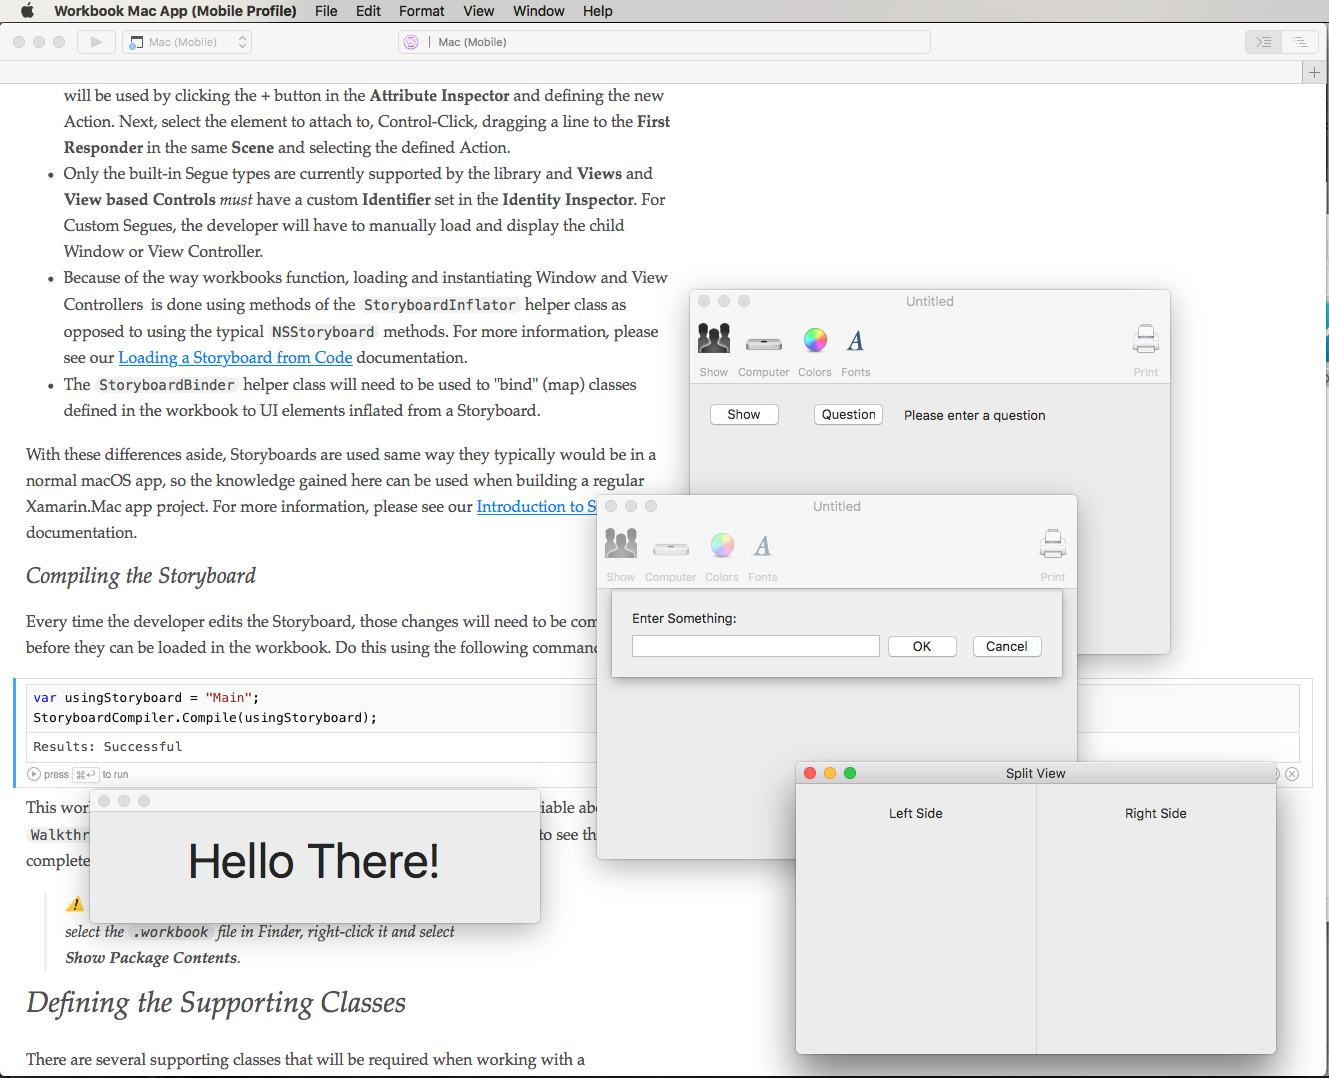 Workbook Mac App (Mobile Profile) File Edit Format View Window Help
Mac (Mobile)
Mac (Mobile)
will be used by clicking the + button in the Attribute Inspector and defining the new
Action. Next, select the element to attach to, Control-Click, dragging a line to the First
Responder in the same Scene and selecting the defined Action.
• Only the built-in Segue types are currently supported by the library and Views and
View based Controls must have a custom Identifier set in the Identity Inspector. For
Custom Segues, the developer will have to manually load and display the child
Window or View Controller.
• Because of the way workbooks function, loading and instantiating Window and View
Controllers is done using methods of the StoryboardInflator helper class as
opposed to using the typical NSStoryboard methods. For more information, please
see our Loading a Storyboard from Code documentation.
• The StoryboardBinder helper class will need to be used to "bind" (map) classes
defined in the workbook to UI elements inflated from a Storyboard.
With these differences aside, Storyboards are used same way they typically would be in a
normal macOS app, so the knowledge gained here can be used when building a regular
Xamarin.Mac app project. For more information, please see our Introduction to S
documentation.
Compiling the Storyboard
Every time the developer edits the Storyboard, those changes will need to be com
before they can be loaded in the workbook. Do this using the following comman
var usingStoryboard = "Main";
StoryboardCompiler.Compile(usingStoryboard);
Results: Successful
press ⌘↩ to run
This wor
iable abo
Walkthr
to see th
complete
select the .workbook file in Finder, right-click it and select
Show Package Contents.
Defining the Supporting Classes
There are several supporting classes that will be required when working with a
Untitled
Show Computer Colors Fonts Print
Show Question Please enter a question
Untitled
Show Computer Colors Fonts Print
Enter Something:
OK Cancel
Hello There!
Split View
Left Side Right Side